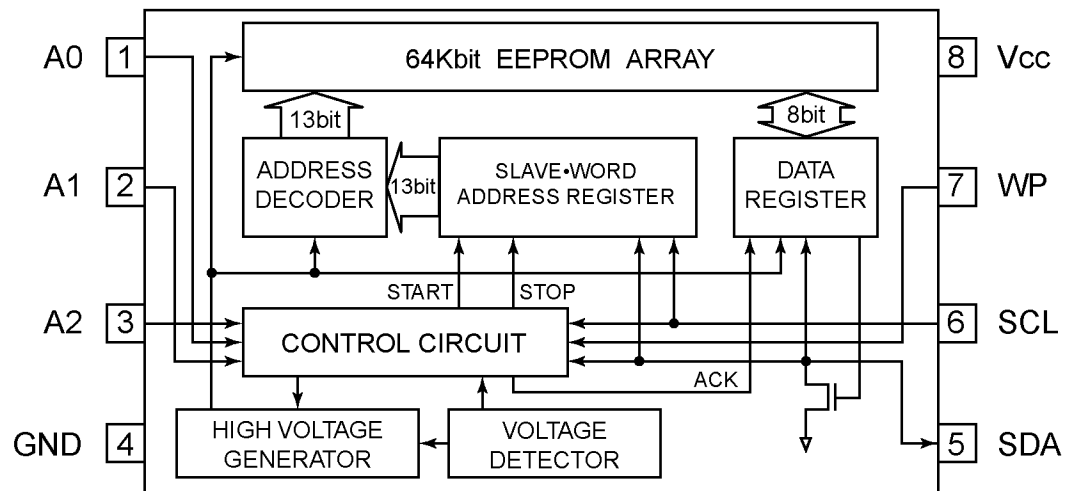 A0 1
64Kbit EEPROM ARRAY
8 Vcc
13bit
8bit
A1 2
ADDRESS
DECODER
13bit
SLAVE•WORD
ADDRESS REGISTER
DATA
REGISTER
7 WP
START
STOP
A2 3
CONTROL CIRCUIT
6 SCL
ACK
GND 4
HIGH VOLTAGE
GENERATOR
VOLTAGE
DETECTOR
5 SDA